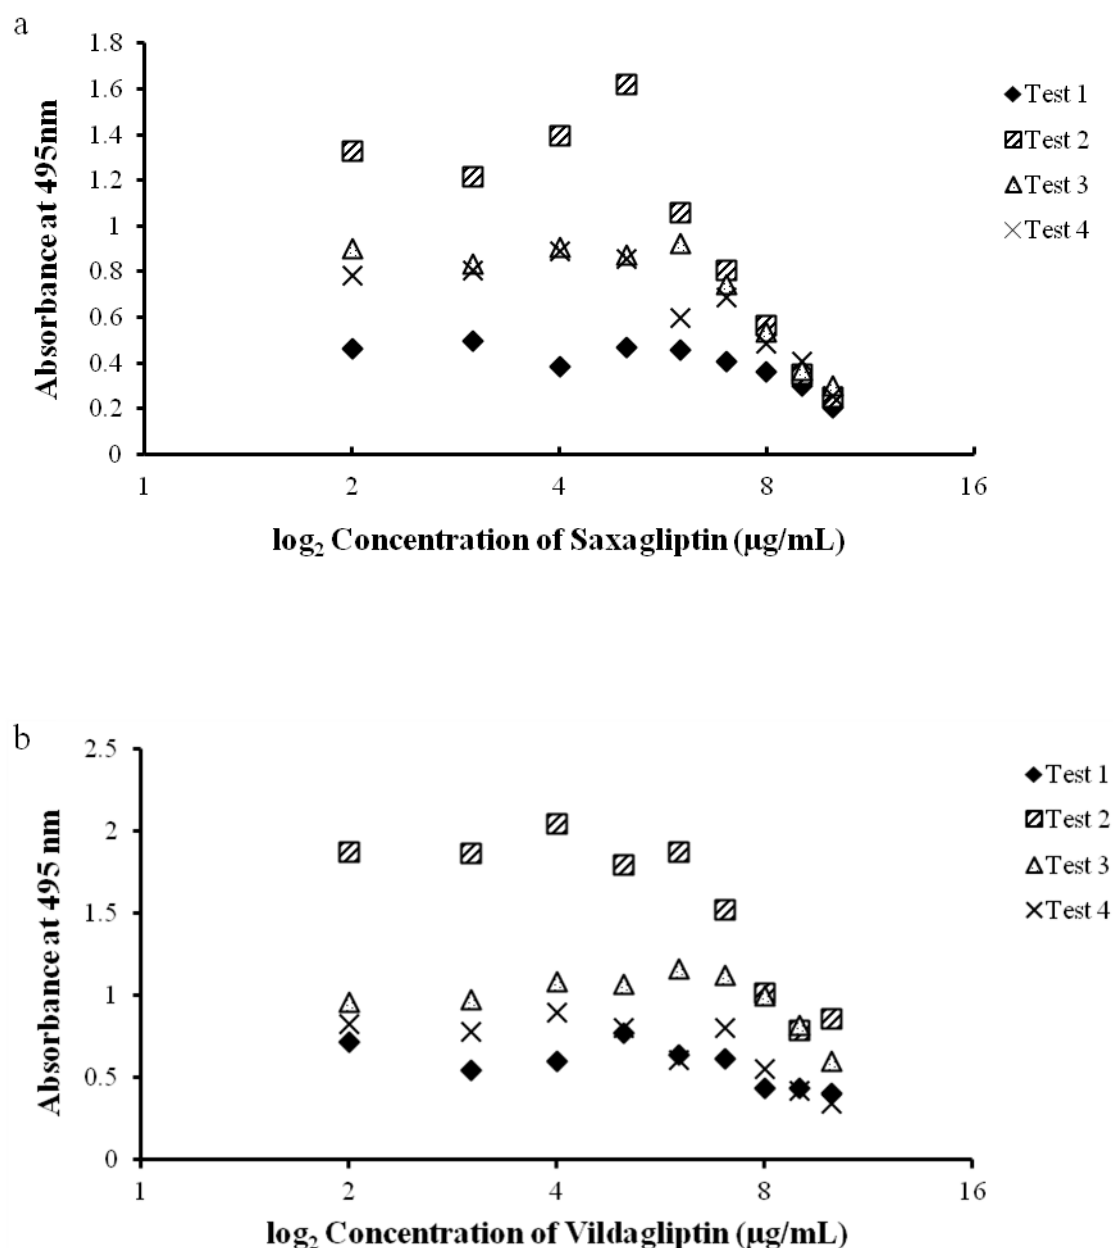 a
1.8
1.6
1.4
1.2
1
0.8
0.6
0.4
0.2
0
Absorbance at 495nm
1 2 4 8 16
log₂ Concentration of Saxagliptin (µg/mL)
Test 1
Test 2
Test 3
Test 4
b
2.5
2
1.5
1
0.5
0
Absorbance at 495 nm
1 2 4 8 16
log₂ Concentration of Vildagliptin (µg/mL)
Test 1
Test 2
Test 3
Test 4